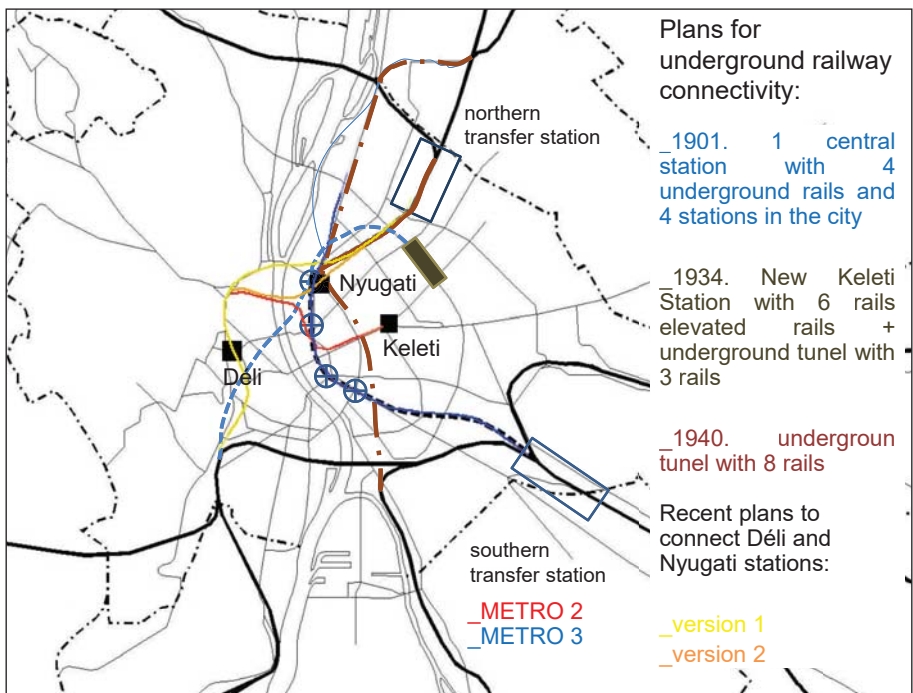 Plans for
underground railway
connectivity:
_1901. 1 central
station with 4
underground rails and
4 stations in the city
_1934. New Keleti
Station with 6 rails
elevated rails +
underground tunel with
3 rails
_1940. undergroun
tunel with 8 rails
Recent plans to
connect Déli and
Nyugati stations:
_version 1
_version 2
northern
transfer station
Nyugati
Keleti
Déli
southern
transfer station
_METRO 2
_METRO 3